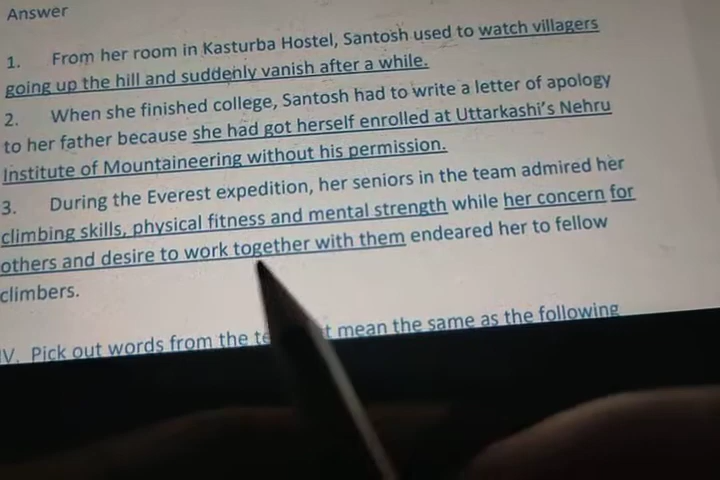 Answer
1. From her room in Kasturba Hostel, Santosh used to watch villagers
going up the hill and suddenly vanish after a while.
2. When she finished college, Santosh had to write a letter of apology
to her father because she had got herself enrolled at Uttarkashi's Nehru
Institute of Mountaineering without his permission.
3. During the Everest expedition, her seniors in the team admired her
climbing skills, physical fitness and mental strength while her concern for
others and desire to work together with them endeared her to fellow
climbers.
IV. Pick out words from the mean the same as the following